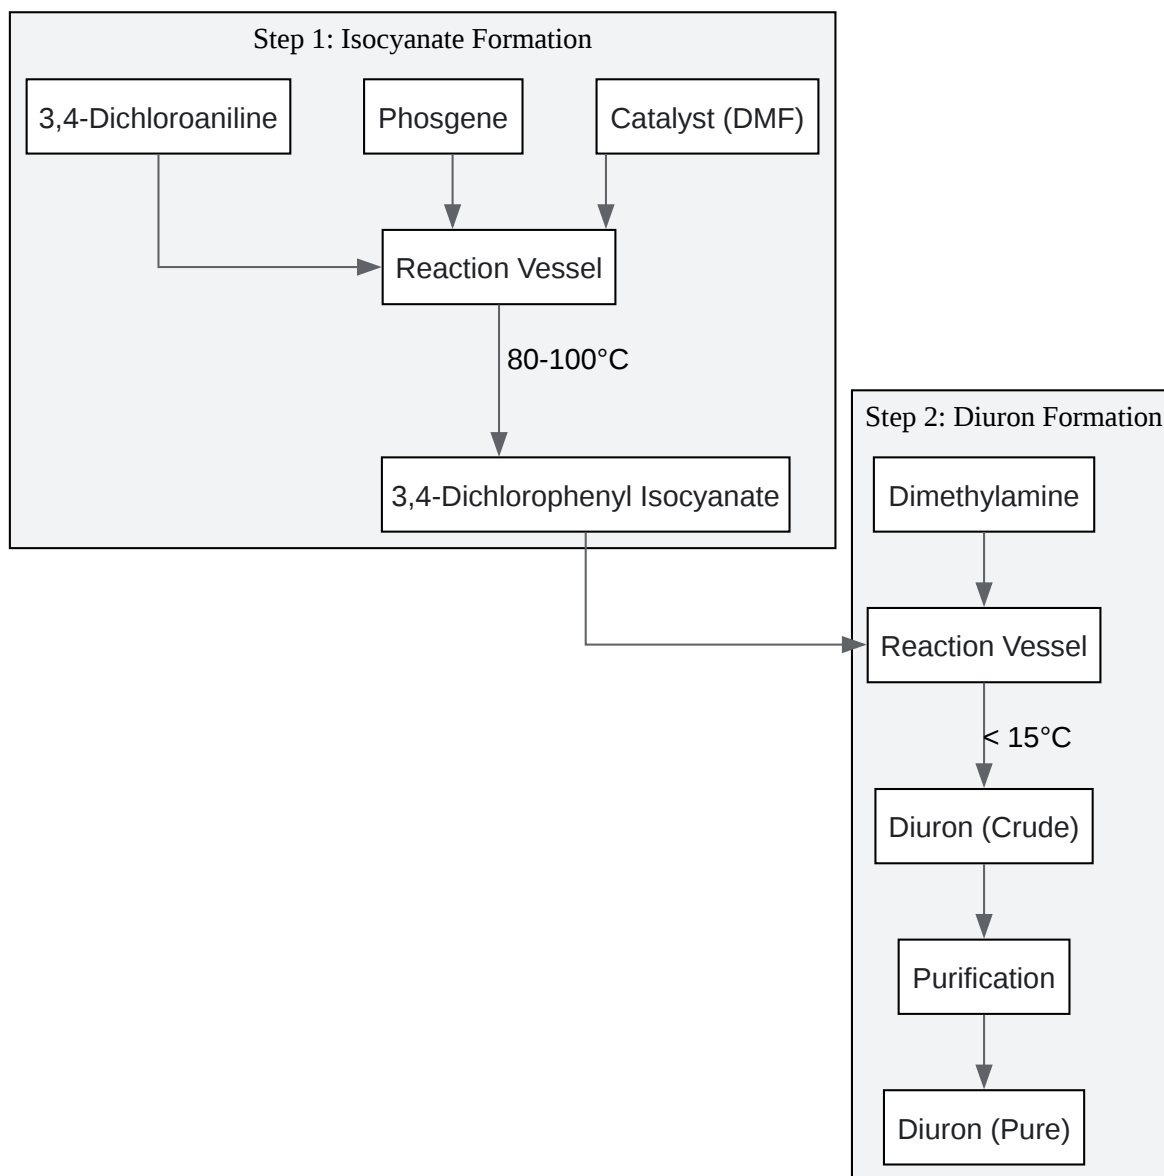 Step 1: Isocyanate Formation
3,4-Dichloroaniline
Phosgene
Catalyst (DMF)
Reaction Vessel
80-100°C
3,4-Dichlorophenyl Isocyanate
Step 2: Diuron Formation
Dimethylamine
Reaction Vessel
< 15°C
Diuron (Crude)
Purification
Diuron (Pure)